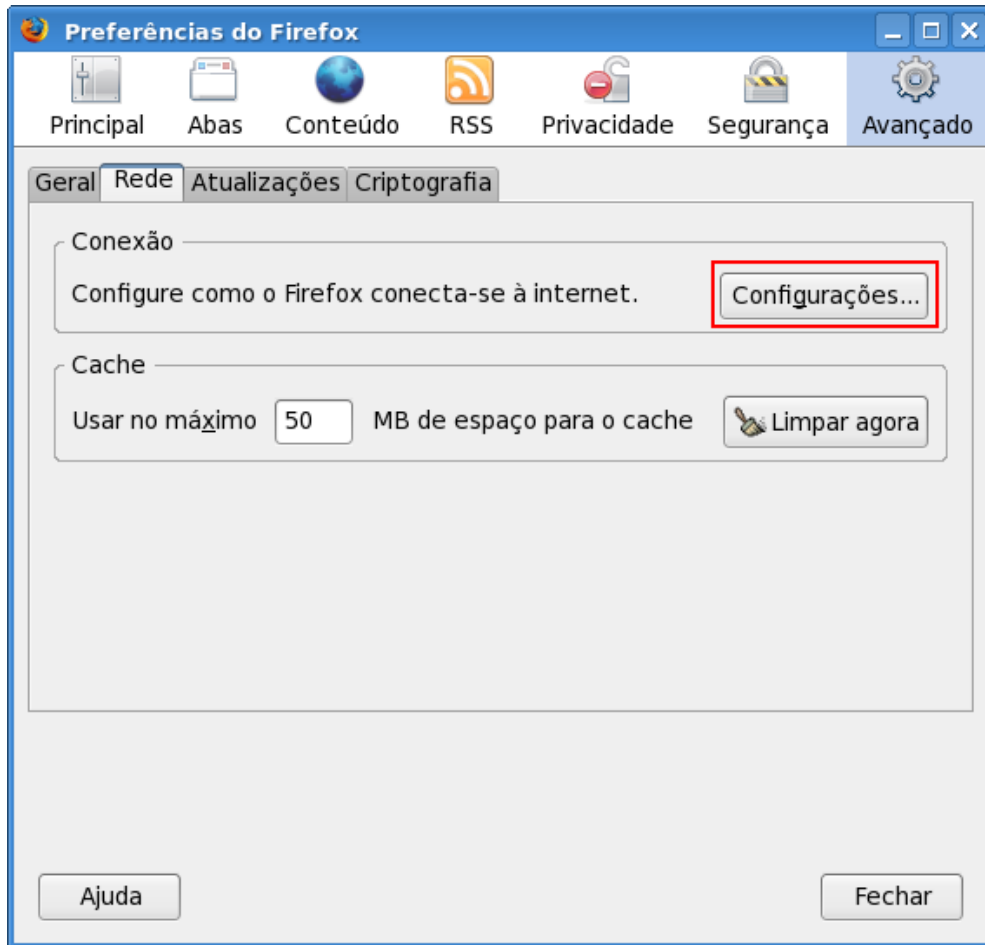 Preferências do Firefox
Principal Abas Conteúdo RSS Privacidade Segurança Avançado
Geral Rede Atualizações Criptografia
Conexão
Configure como o Firefox conecta-se à internet. Configurações...
Cache
Usar no máximo 50 MB de espaço para o cache Limpar agora
Ajuda Fechar